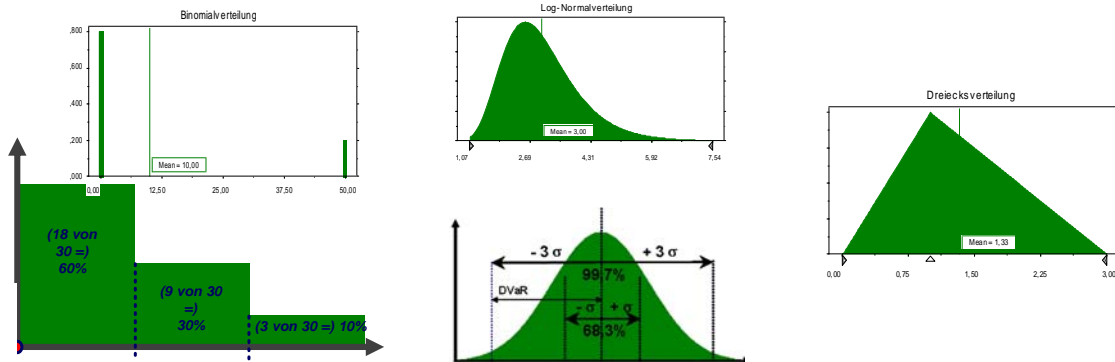 Binomialverteilung
,800
,600
,400
,200
,000
Mean = 10,00
0,00 12,50 25,00 37,50 50,00
(18 von
30 =)
60%
(9 von 30
=)
30%
(3 von 30 =) 10%
Log-Normalverteilung
Mean = 3,00
1,07 2,69 4,31 5,92 7,54
- 3 σ + 3 σ
99,7%
DVaR
- σ + σ
68,3%
Dreiecksverteilung
Mean = 1,33
0,00 0,75 1,50 2,25 3,00